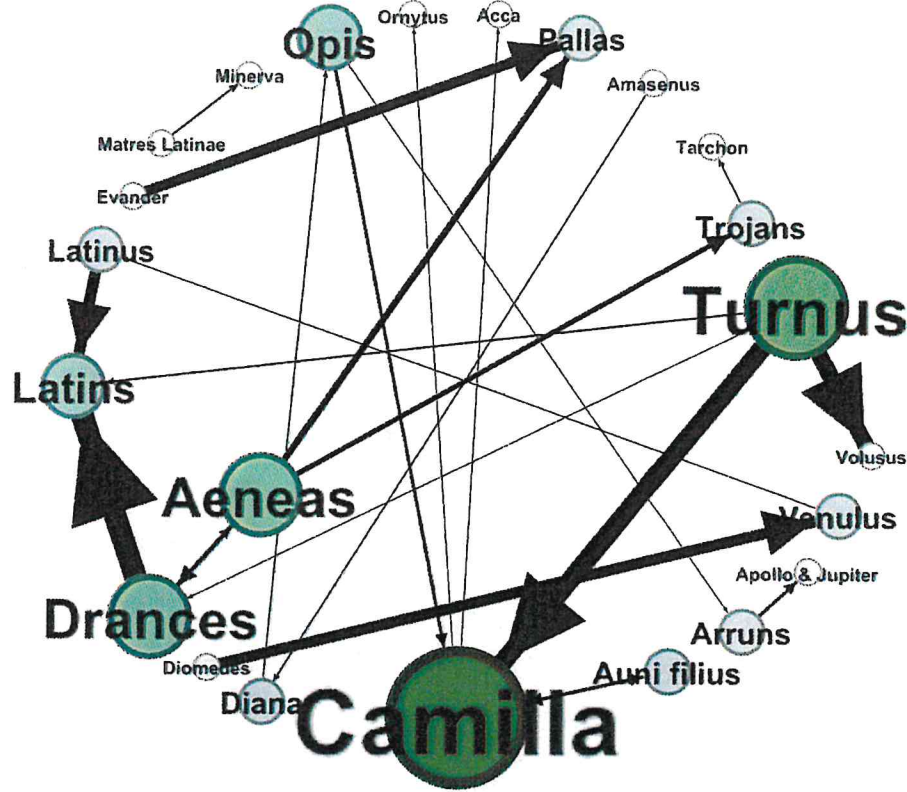 Ornytus
Acca
Opis
Pallas
Minerva
Amasenus
Matres Latinae
Tarchon
Evander
Trojans
Latinus
Turnus
Latins
Volusus
Aeneas
Venulus
Apollo & Jupiter
Drances
Arruns
Diomedes
Auni filius
Diana
Camilla